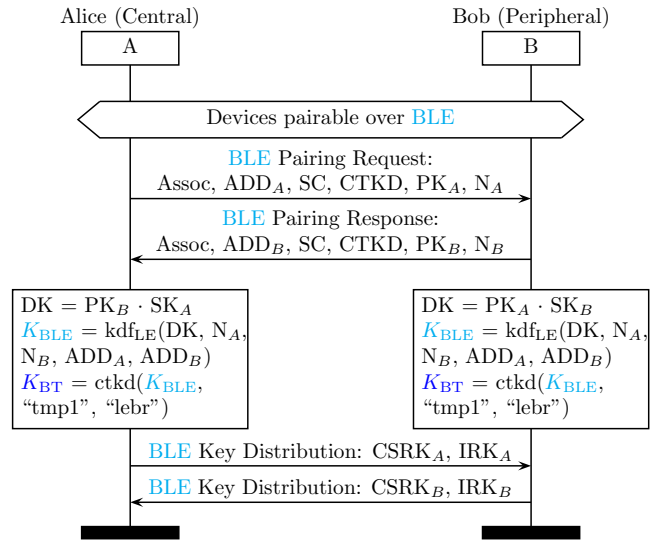 Alice (Central)
Bob (Peripheral)
A
B
Devices pairable over BLE
BLE Pairing Request:
Assoc, ADD_A, SC, CTKD, PK_A, N_A
BLE Pairing Response:
Assoc, ADD_B, SC, CTKD, PK_B, N_B
DK = PK_B · SK_A
K_BLE = kdf_LE(DK, N_A,
N_B, ADD_A, ADD_B)
K_BT = ctkd(K_BLE,
“tmp1”, “lebr”)
DK = PK_A · SK_B
K_BLE = kdf_LE(DK, N_A,
N_B, ADD_A, ADD_B)
K_BT = ctkd(K_BLE,
“tmp1”, “lebr”)
BLE Key Distribution: CSRK_A, IRK_A
BLE Key Distribution: CSRK_B, IRK_B